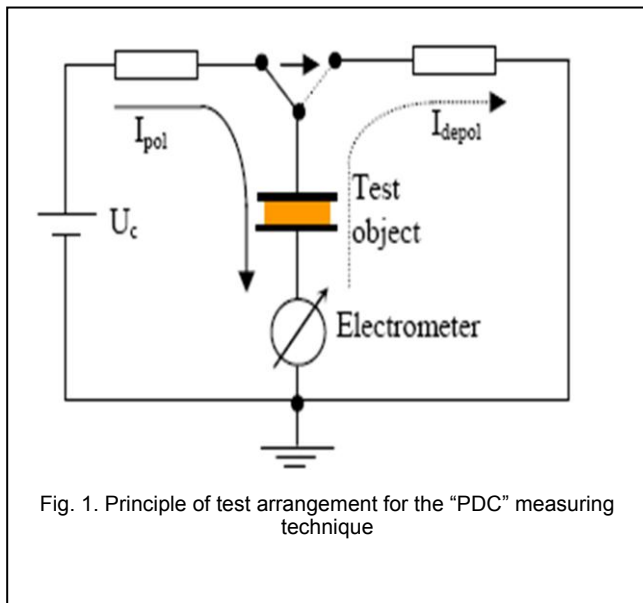 I_pol
I_depol
U_c
Test
object
Electrometer
Fig. 1. Principle of test arrangement for the “PDC” measuring
technique